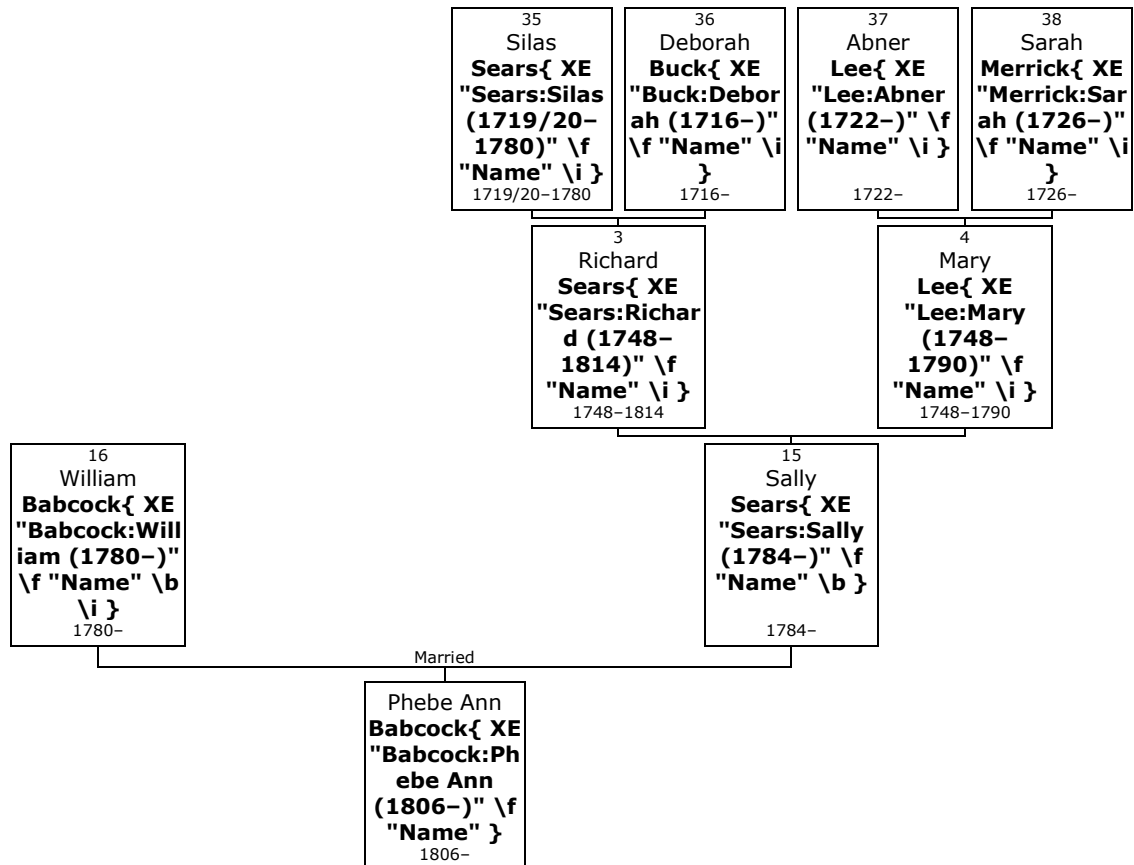 35
Silas
Sears{ XE
"Sears:Silas
(1719/20–
1780)" \f
"Name" \i }
1719/20–1780
36
Deborah
Buck{ XE
"Buck:Debor
ah (1716–)"
\f "Name" \i
}
1716–
37
Abner
Lee{ XE
"Lee:Abner
(1722–)" \f
"Name" \i }
1722–
38
Sarah
Merrick{ XE
"Merrick:Sar
ah (1726–)"
\f "Name" \i
}
1726–
3
Richard
Sears{ XE
"Sears:Richar
d (1748–
1814)" \f
"Name" \i }
1748–1814
4
Mary
Lee{ XE
"Lee:Mary
(1748–
1790)" \f
"Name" \i }
1748–1790
16
William
Babcock{ XE
"Babcock:Will
iam (1780–)"
\f "Name" \b
\i }
1780–
15
Sally
Sears{ XE
"Sears:Sally
(1784–)" \f
"Name" \b }
1784–
Married
Phebe Ann
Babcock{ XE
"Babcock:Ph
ebe Ann
(1806–)" \f
"Name" }
1806–